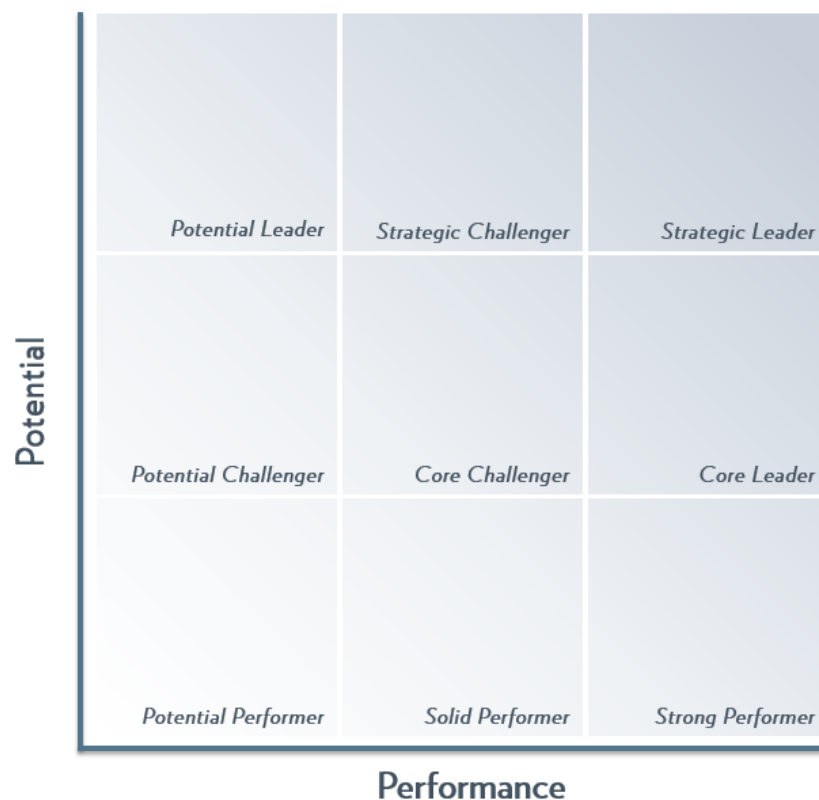 Potential Leader
Strategic Challenger
Strategic Leader
Potential
Potential Challenger
Core Challenger
Core Leader
Potential Performer
Solid Performer
Strong Performer
Performance